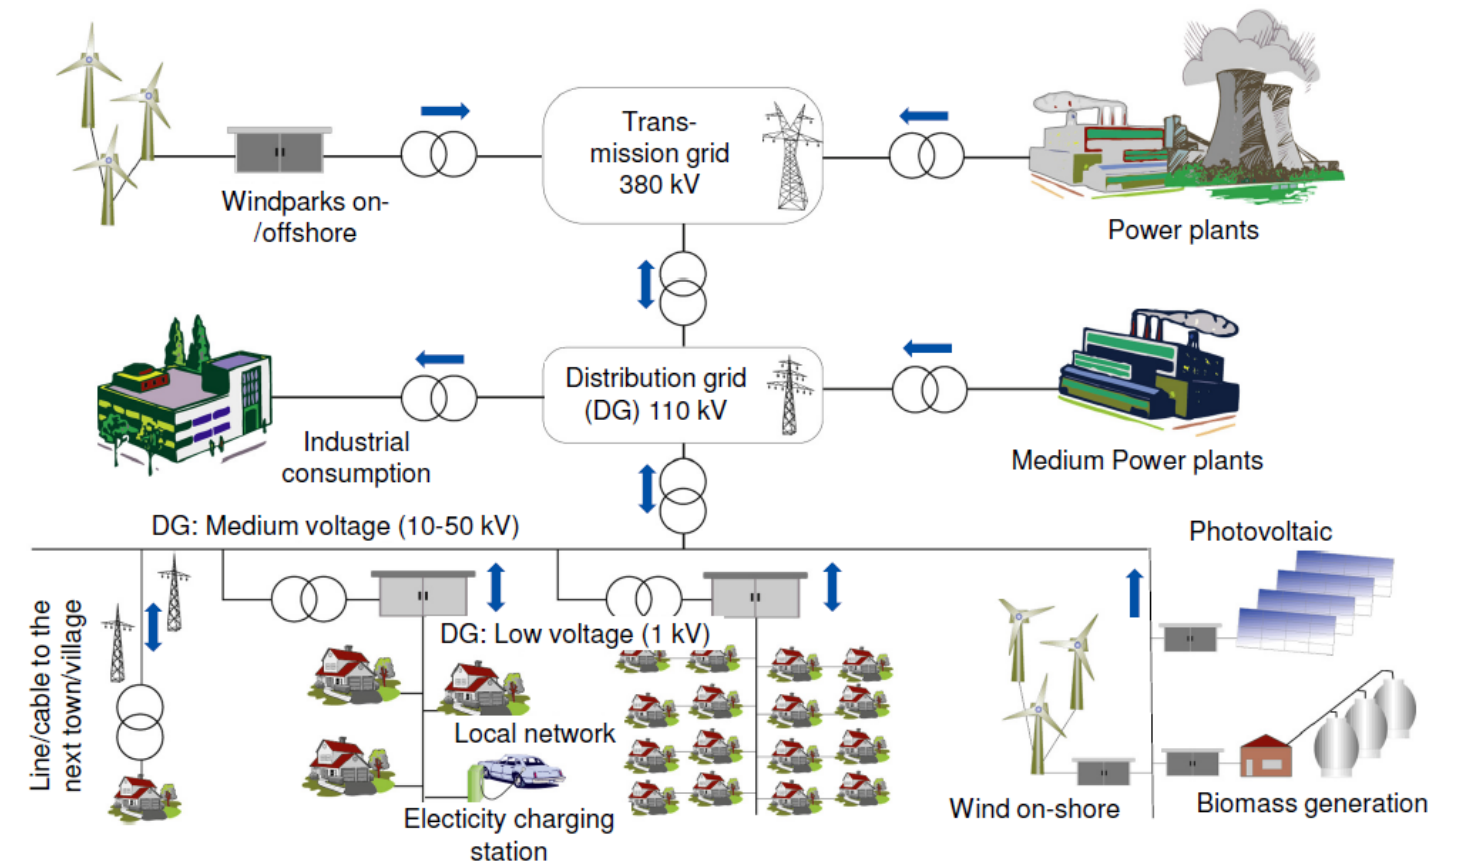 Trans-
mission grid
380 kV
Windparks on-
/offshore
Power plants
Distribution grid
(DG) 110 kV
Industrial
consumption
Medium Power plants
DG: Medium voltage (10-50 kV)
Photovoltaic
Line/cable to the
next town/village
DG: Low voltage (1 kV)
Local network
Electicity charging
station
Wind on-shore
Biomass generation